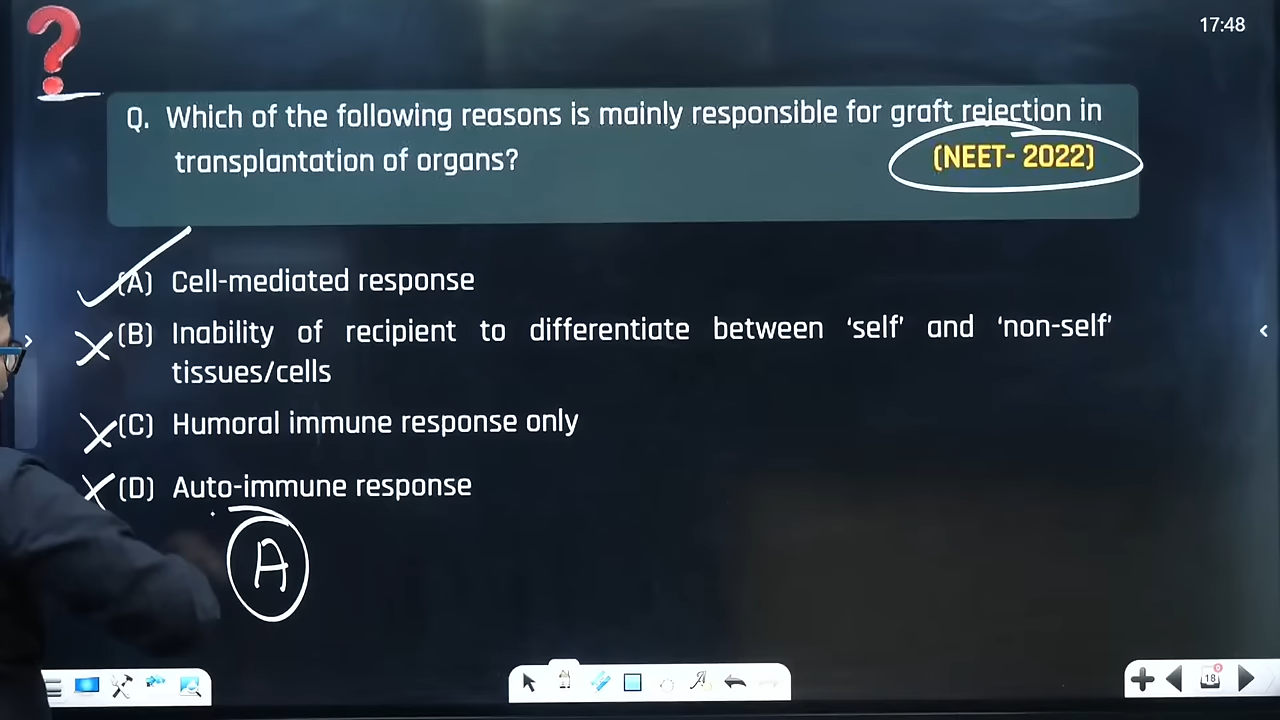 17:48
Q. Which of the following reasons is mainly responsible for graft rejection in
transplantation of organs? (NEET- 2022)
(A) Cell-mediated response
(B) Inability of recipient to differentiate between ‘self’ and ‘non-self’
tissues/cells
(C) Humoral immune response only
(D) Auto-immune response
A
18